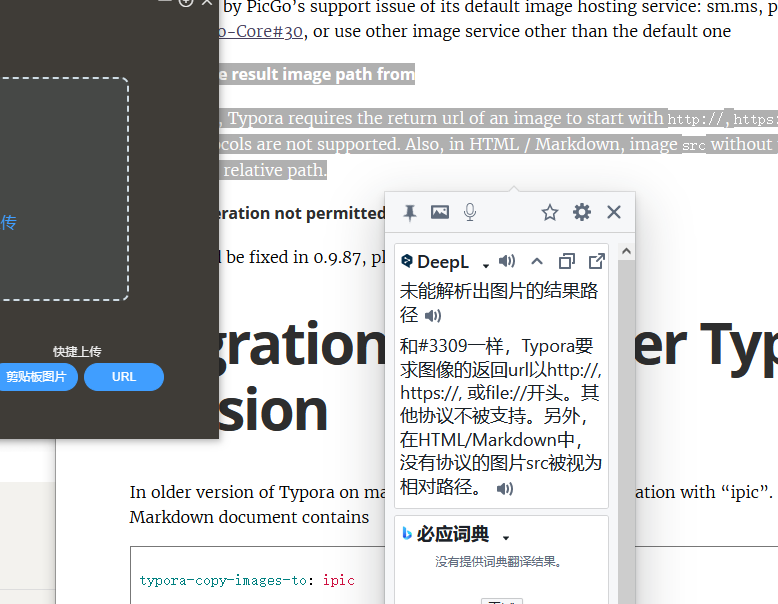 by PicGo’s support issue of its default image hosting service: sm.ms, p
o-Core#30, or use other image service other than the default one
e result image path from
, Typora requires the return url of an image to start with http://, https:
ocols are not supported. Also, in HTML / Markdown, image src without
relative path.
eration not permitted
l be fixed in 0.9.87, pl
gration
er Typ
sion
In older version of Typora on ma
ation with “ipic”.
Markdown document contains
typora-copy-images-to: ipic
传
快捷上传
剪贴板图片
URL
DeepL
未能解析出图片的结果路
径
和#3309一样，Typora要
求图像的返回url以http://,
https://, 或file://开头。其
他协议不被支持。另外，
在HTML/Markdown中，
没有协议的图片src被视为
相对路径。
必应词典
没有提供词典翻译结果。